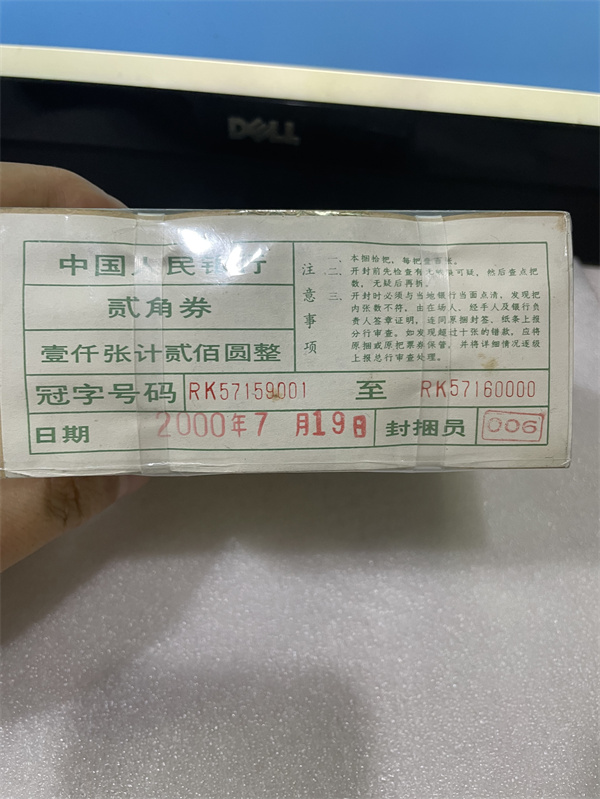 DELL
中国人民银行
贰角券
壹仟张计贰佰圆整
冠字号码 RK57159001 至 RK57160000
日期 2000年7月19日 封捆员 006
注意事项
一、本捆拾把，每把壹百张。
二、开封前先检查有
可疑，他后查点把
数，无疑后再拆。
三、开封时必须与当地银行当面点清，发现把
内张数不符，由在场人、经手人及银行负
责人签章证明，连同原捆封签、纸条上报
分行审查。如发现超过十张的错款，应将
原捆或原把票券保管，并将详细情况逐级
上报总行审查处理。